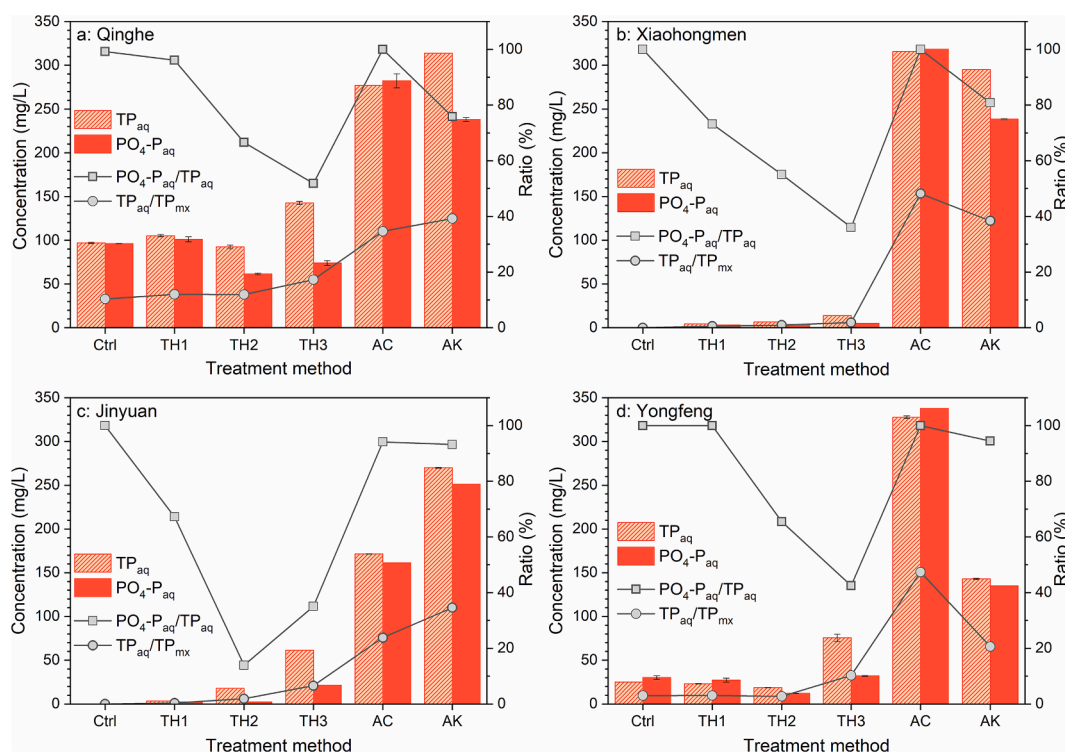 a: Qinghe
Concentration (mg/L)
350
300
250
200
150
100
50
0
TPaq
PO4-Paq
PO4-Paq/TPaq
TPaq/TPmx
100
80
60
40
20
0
Ratio (%)
Ctrl TH1 TH2 TH3 AC AK
Treatment method
b: Xiaohongmen
Concentration (mg/L)
350
300
250
200
150
100
50
0
TPaq
PO4-Paq
PO4-Paq/TPaq
TPaq/TPmx
100
80
60
40
20
0
Ratio (%)
Ctrl TH1 TH2 TH3 AC AK
Treatment method
c: Jinyuan
Concentration (mg/L)
350
300
250
200
150
100
50
0
TPaq
PO4-Paq
PO4-Paq/TPaq
TPaq/TPmx
100
80
60
40
20
0
Ratio (%)
Ctrl TH1 TH2 TH3 AC AK
Treatment method
d: Yongfeng
Concentration (mg/L)
350
300
250
200
150
100
50
0
TPaq
PO4-Paq
PO4-Paq/TPaq
TPaq/TPmx
100
80
60
40
20
0
Ratio (%)
Ctrl TH1 TH2 TH3 AC AK
Treatment method